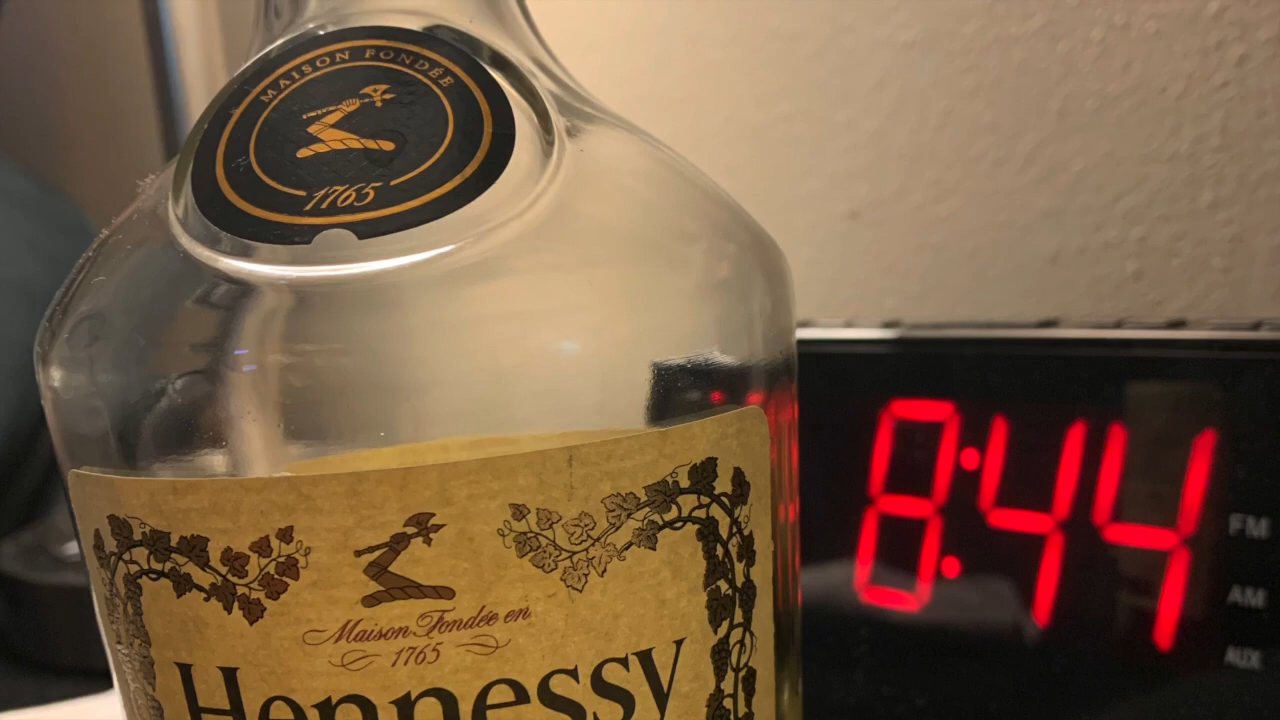 MAISON FONDÉE
1765
Maison Fondée en
1765
Hennessy
8:44
FM
AM
AUX